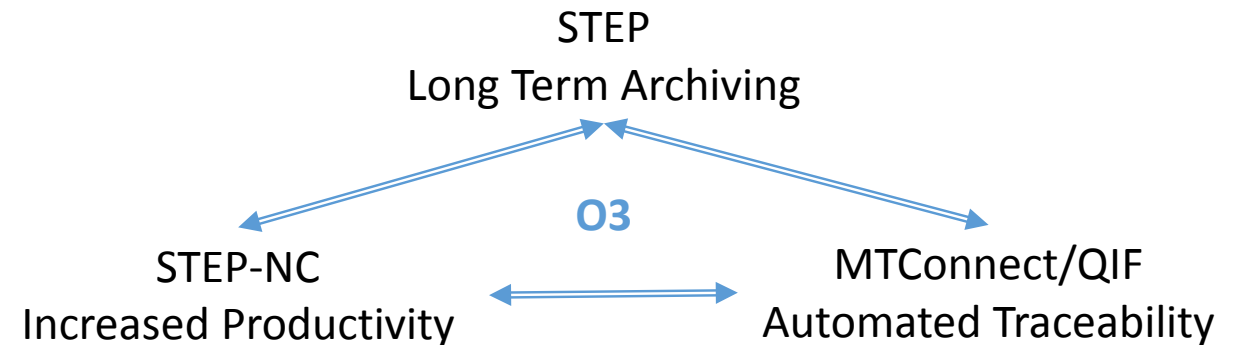 STEP
Long Term Archiving
O3
STEP-NC
Increased Productivity
MTConnect/QIF
Automated Traceability